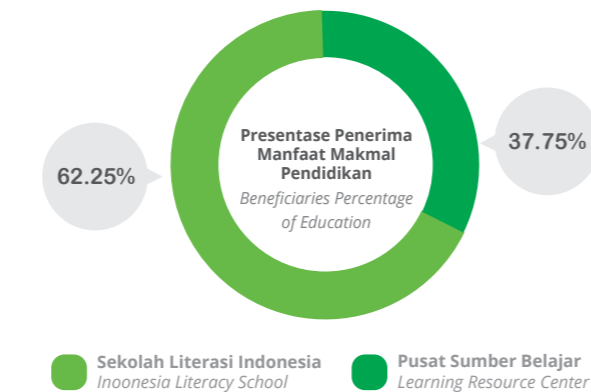 Presentase Penerima
Manfaat Makmal
Pendidikan
Beneficiaries Percentage
of Education
62.25%
37.75%
Sekolah Literasi Indonesia
Inoonesia Literacy School
Pusat Sumber Belajar
Learning Resource Center